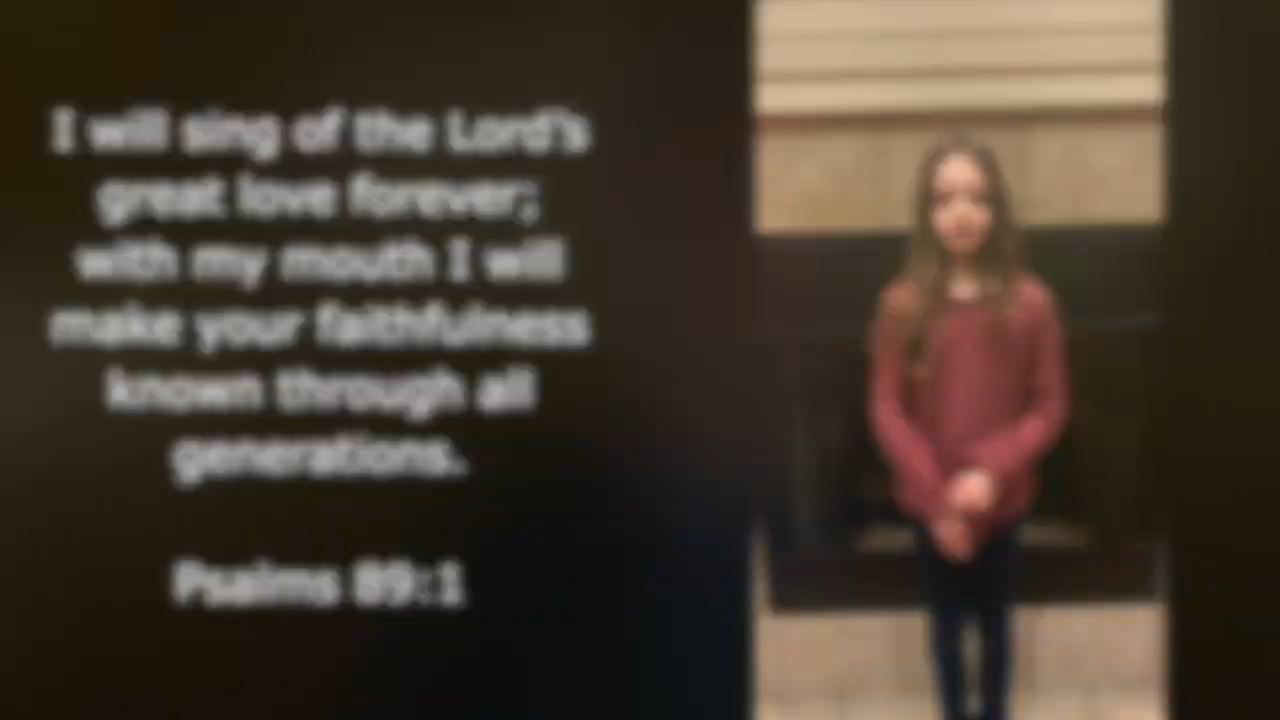 I will sing of the Lord's
great love forever;
with my mouth I will
make your faithfulness
known through all
generations.
Psalms 89:1